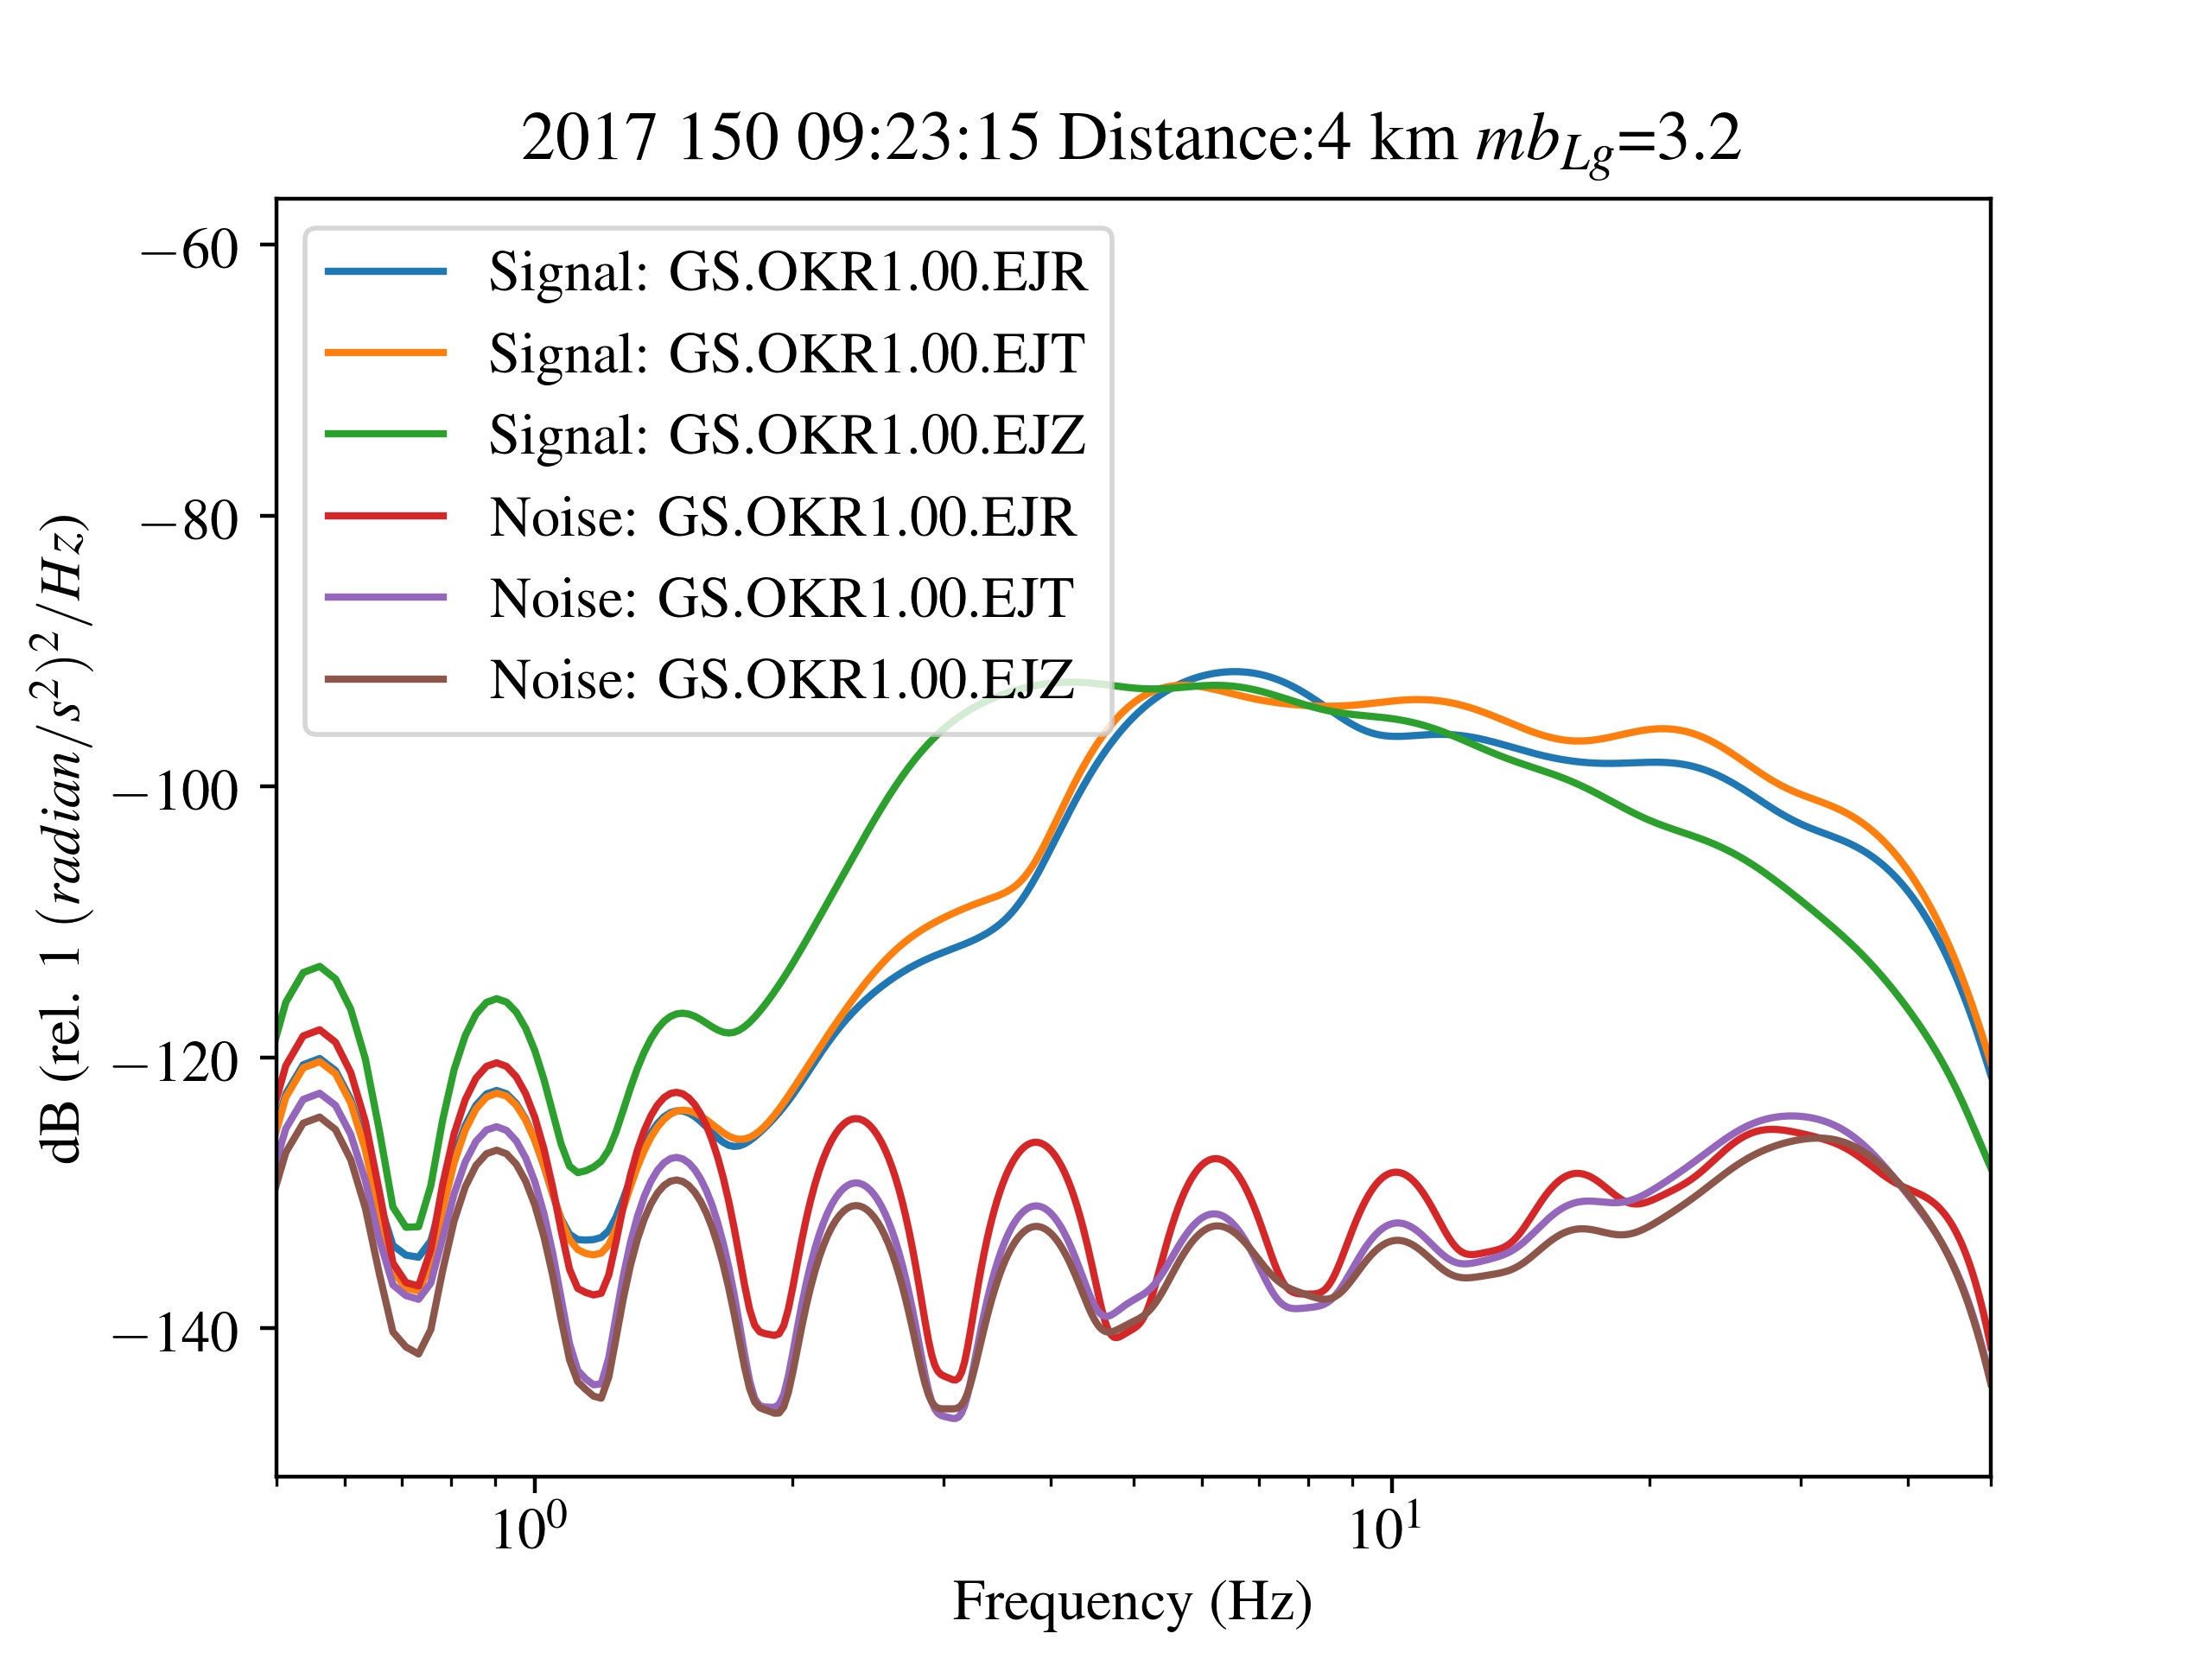 2017 150 09:23:15 Distance:4 km mb_{Lg}=3.2
−60
−80
−100
−120
−140
dB (rel. 1 (radian/s²)²/Hz)
Signal: GS.OKR1.00.EJR
Signal: GS.OKR1.00.EJT
Signal: GS.OKR1.00.EJZ
Noise: GS.OKR1.00.EJR
Noise: GS.OKR1.00.EJT
Noise: GS.OKR1.00.EJZ
10⁰ 10¹
Frequency (Hz)